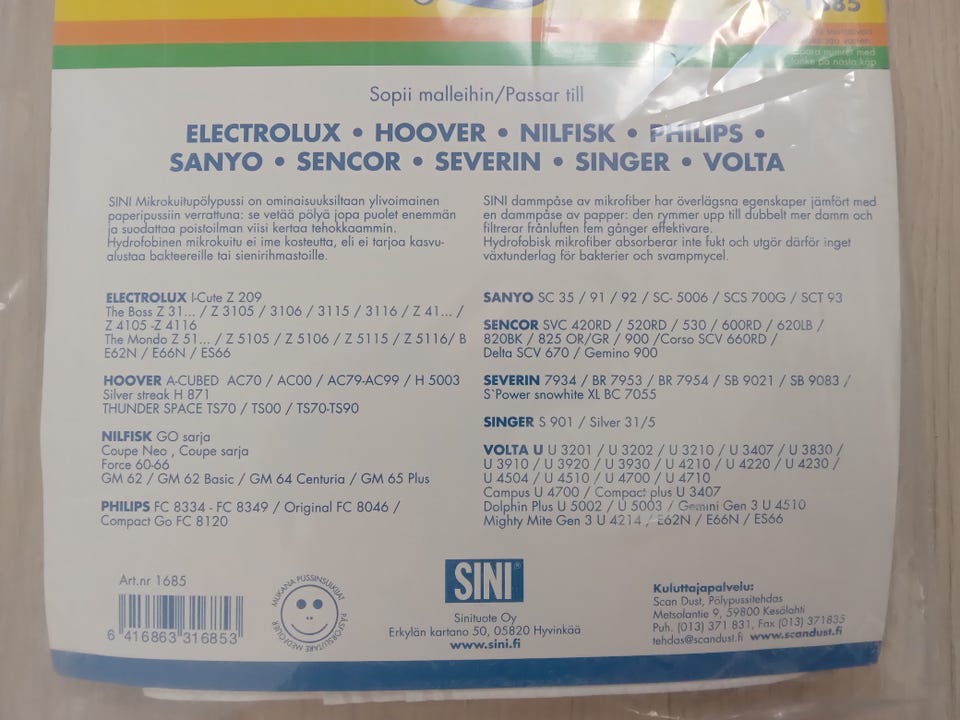 1685
spara numret med
tanke på nästa köp.
Sopii malleihin/Passar till
ELECTROLUX • HOOVER • NILFISK • PHILIPS •
SANYO • SENCOR • SEVERIN • SINGER • VOLTA
SINI Mikrokuitupölypussi on ominaisuuksiltaan ylivoimainen
paperipussiin verrattuna: se vetää pölyä jopa puolet enemmän
ja suodattaa poistoilman viisi kertaa tehokkaammin.
Hydrofobinen mikrokuitu ei ime kosteutta, eli ei tarjoa kasvu-
alustaa bakteereille tai sienirihmastoille.
SINI dammpåse av mikrofiber har överlägsna egenskaper jämfört med
en dammpåse av papper: den rymmer upp till dubbelt mer damm och
filtrerar frånluften fem gånger effektivare.
Hydrofobisk mikrofiber absorberar inte fukt och utgör därför inget
växtunderlag för bakterier och svampmycel.
ELECTROLUX I-Cute Z 209
The Boss Z 31... / Z 3105 / 3106 / 3115 / 3116 / Z 41... /
Z 4105 -Z 4116
The Mondo Z 51... / Z 5105 / Z 5106 / Z 5115 / Z 5116/ B
E62N / E66N / ES66
HOOVER A-CUBED AC70 / AC00 / AC79-AC99 / H 5003
Silver streak H 871
THUNDER SPACE TS70 / TS00 / TS70-TS90
NILFISK GO sarja
Coupe Neo , Coupe sarja
Force 60-66
GM 62 / GM 62 Basic / GM 64 Centuria / GM 65 Plus
PHILIPS FC 8334 - FC 8349 / Original FC 8046 /
Compact Go FC 8120
SANYO SC 35 / 91 / 92 / SC- 5006 / SCS 700G / SCT 93
SENCOR SVC 420RD / 520RD / 530 / 600RD / 620LB /
820BK / 825 OR/GR / 900 /Corso SCV 660RD /
Delta SCV 670 / Gemino 900
SEVERIN 7934 / BR 7953 / BR 7954 / SB 9021 / SB 9083 /
S`Power snowhite XL BC 7055
SINGER S 901 / Silver 31/5
VOLTA U U 3201 / U 3202 / U 3210 / U 3407 / U 3830 /
U 3910 / U 3920 / U 3930 / U 4210 / U 4220 / U 4230 /
U 4504 / U 4510 / U 4700 / U 4710
Campus U 4700 / Compact plus U 3407
Dolphin Plus U 5002 / U 5003 / Gemini Gen 3 U 4510
Mighty Mite Gen 3 U 4214 / E62N / E66N / ES66
Art.nr 1685
6 416863 316853
MUKANA PUSSINSULKIJAT
PÅSFÖRSLUTARE MEDFÖLJER
SINI®
Sinituote Oy
Erkylän kartano 50, 05820 Hyvinkää
www.sini.fi
Kuluttajapalvelu:
Scan Dust, Pölypussitehdas
Metsolantie 9, 59800 Kesälahti
Puh. (013) 371 831, Fax (013) 371835
tehdas@scandust.fi www.scandust.fi